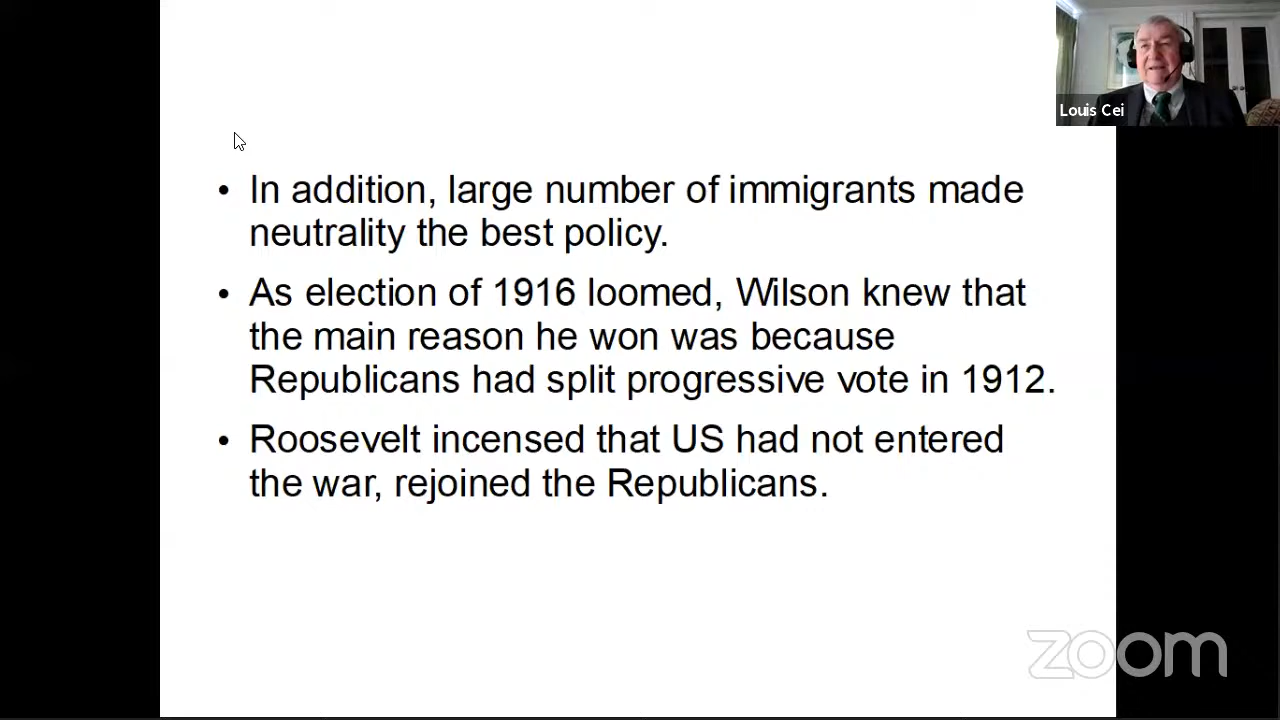 Louis Cei
• In addition, large number of immigrants made
neutrality the best policy.
• As election of 1916 loomed, Wilson knew that
the main reason he won was because
Republicans had split progressive vote in 1912.
• Roosevelt incensed that US had not entered
the war, rejoined the Republicans.
zoom